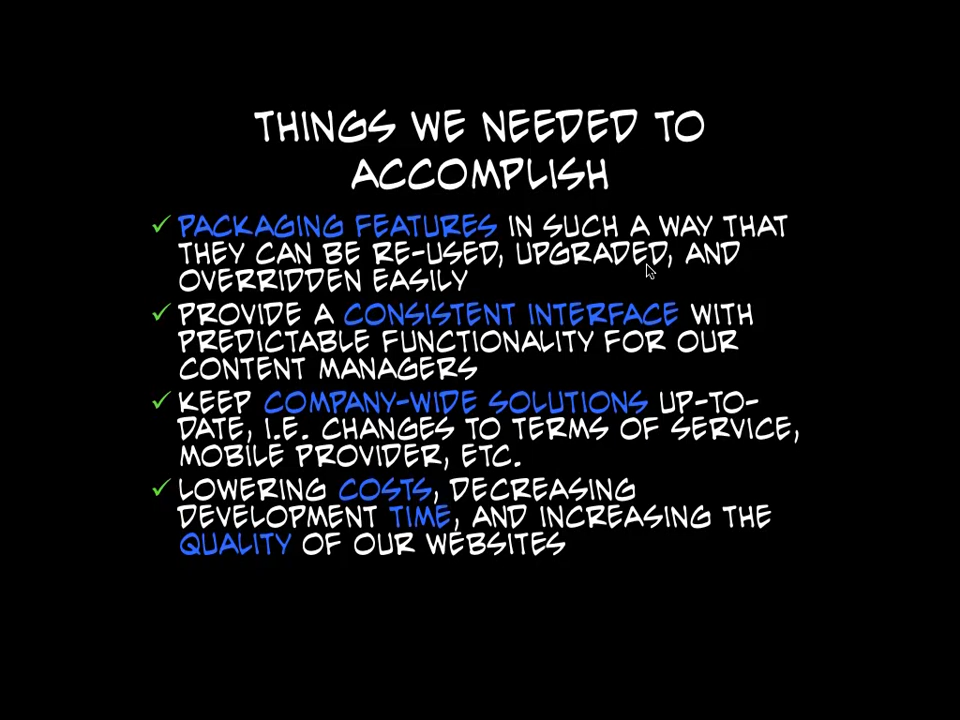 THINGS WE NEEDED TO
ACCOMPLISH
✓ PACKAGING FEATURES IN SUCH A WAY THAT
THEY CAN BE RE-USED, UPGRADED, AND
OVERRIDDEN EASILY
✓ PROVIDE A CONSISTENT INTERFACE WITH
PREDICTABLE FUNCTIONALITY FOR OUR
CONTENT MANAGERS
✓ KEEP COMPANY-WIDE SOLUTIONS UP-TO-
DATE, I.E. CHANGES TO TERMS OF SERVICE,
MOBILE PROVIDER, ETC.
✓ LOWERING COSTS, DECREASING
DEVELOPMENT TIME, AND INCREASING THE
QUALITY OF OUR WEBSITES